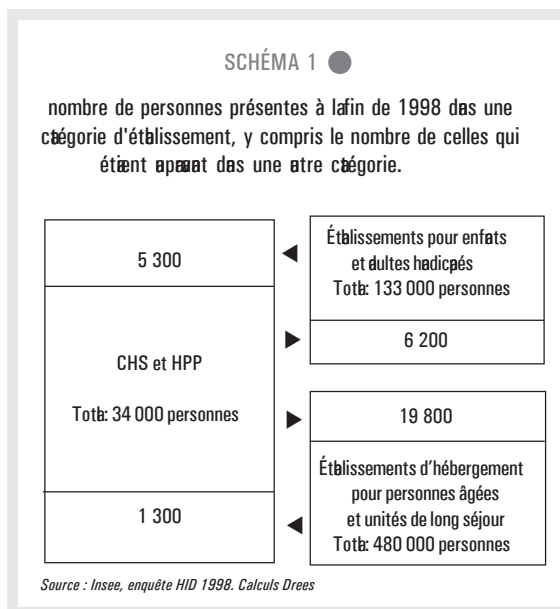 SCHÉMA 1
nombre de personnes présentes à la fin de 1998 dans une
catégorie d'établissement, y compris le nombre de celles qui
étaient auparavant dans une autre catégorie.
5 300
Établissements pour enfants
et adultes handicapés
Total : 133 000 personnes
6 200
CHS et HPP
Total : 34 000 personnes
19 800
Établissements d'hébergement
pour personnes âgées
et unités de long séjour
Total : 480 000 personnes
1 300
Source : Insee, enquête HID 1998. Calculs Drees